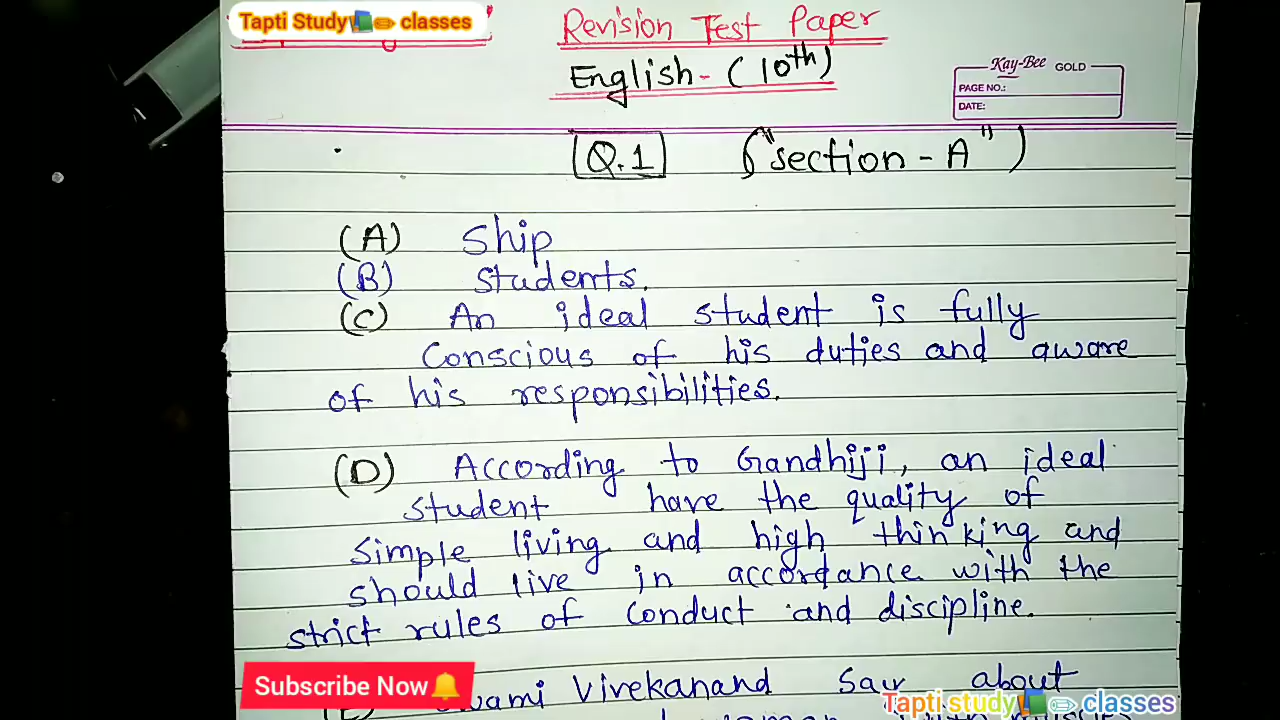 Tapti Study classes
Revision Test Paper
English - (10th)
Kay-Bee GOLD
PAGE NO.:
DATE:
Q.1 ("section - A")
(A) Ship
(B) Students.
(C) An ideal student is fully
conscious of his duties and aware
of his responsibilities.
(D) According to Gandhiji, an ideal
student have the quality of
simple living and high thinking and
should live in accordance with the
strict rules of conduct and discipline.
Swami Virekanand say about
Subscribe Now
Tapti study classes